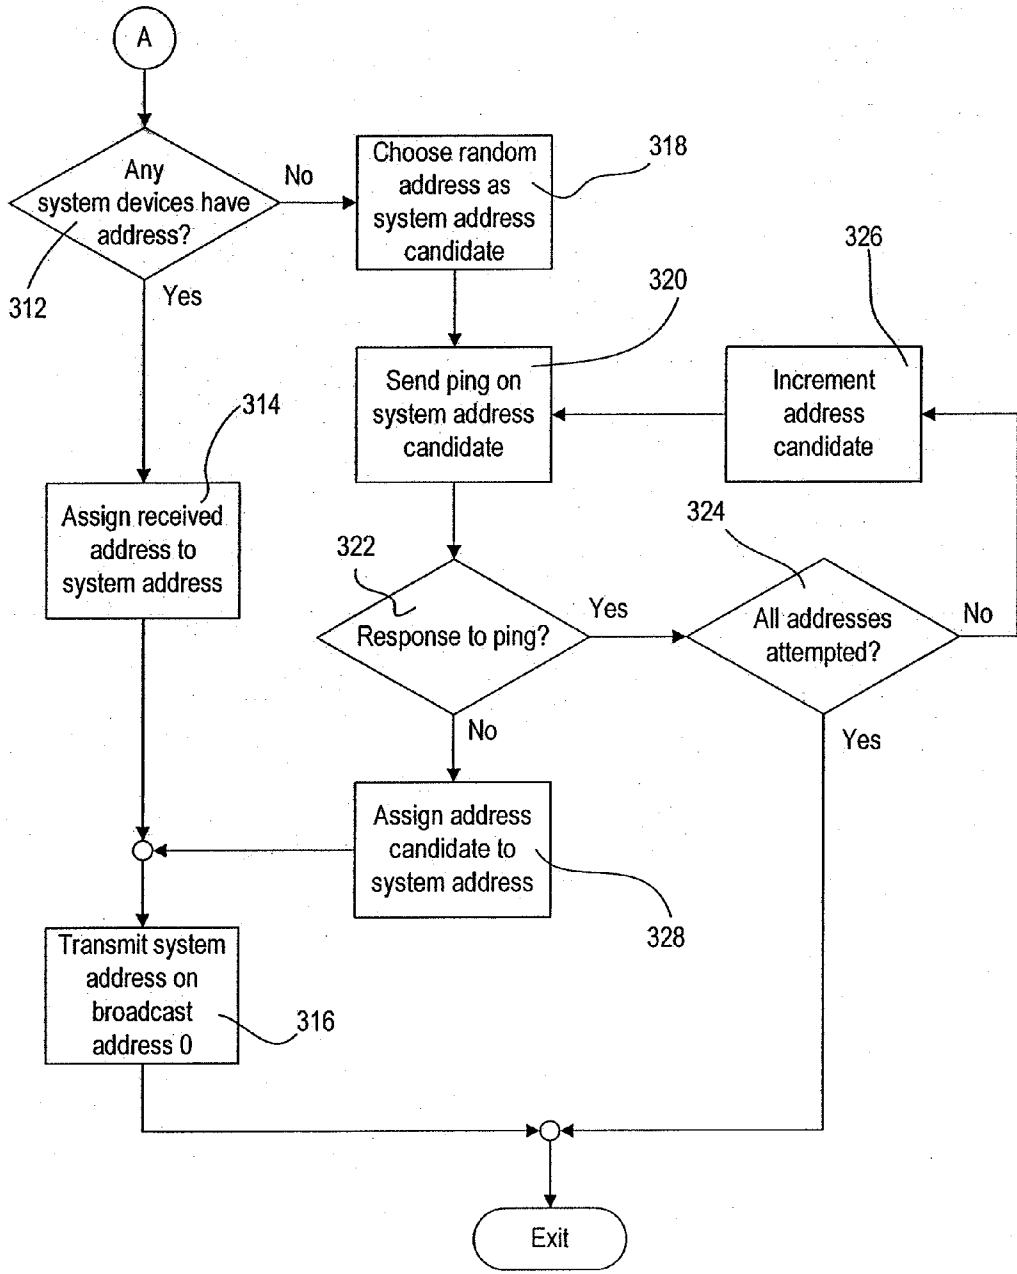 A
Any
system devices have
address?
312
No
Yes
Choose random
address as
system address
candidate
318
Send ping on
system address
candidate
320
Increment
address
candidate
326
Assign received
address to
system address
314
Response to ping?
322
Yes
No
All addresses
attempted?
324
No
Yes
Assign address
candidate to
system address
328
Transmit system
address on
broadcast
address 0
316
Exit